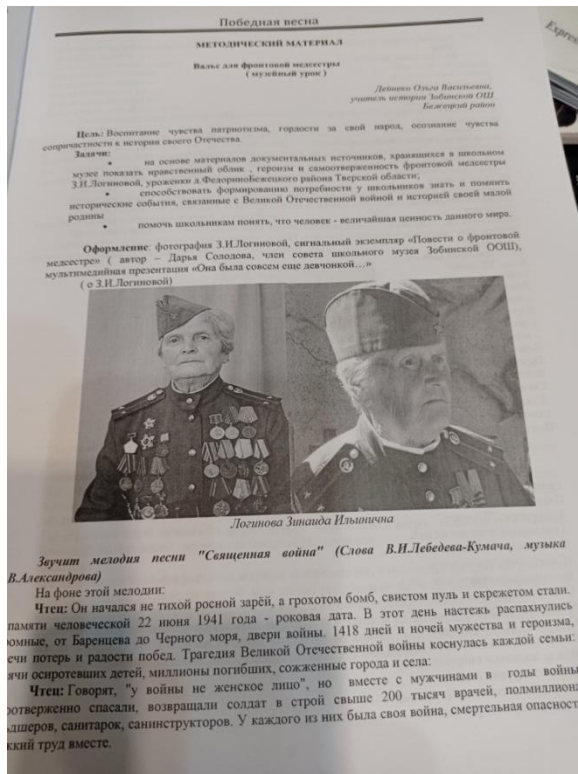 Победная весна
Expres
МЕТОДИЧЕСКИЙ МАТЕРИАЛ
Вальс для фронтовой медсестры
( музейный урок )
Дейнеко Ольга Васильевна,
учитель истории Зобинской ОШ
Бежецкий район
Цель: Воспитание чувства патриотизма, гордости за свой народ, осознание чувства
сопричастности к истории своего Отечества.
Задачи:
• на основе материалов документальных источников, хранящихся в школьном
музее показать нравственный облик , героизм и самоотверженность фронтовой медсестры
З.И.Логиновой, уроженки д.ФедориноБежецкого района Тверской области;
• способствовать формированию потребности у школьников знать и помнить
исторические события, связанные с Великой Отечественной войной и историей своей малой
родины
• помочь школьникам понять, что человек - величайшая ценность данного мира.
Оформление: фотография З.И.Логиновой, сигнальный экземпляр «Повести о фронтовой
медсестре» ( автор – Дарья Солодова, член совета школьного музея Зобинской ООШ),
мультимедийная презентация «Она была совсем еще девчонкой…»
( о З.И.Логиновой)
Логинова Зинаида Ильинична
Звучит мелодия песни "Священная война" (Слова В.И.Лебедева-Кумача, музыка
В.Александрова)
На фоне этой мелодии:
Чтец: Он начался не тихой росной зарёй, а грохотом бомб, свистом пуль и скрежетом стали.
памяти человеческой 22 июня 1941 года - роковая дата. В этот день настежь распахнулись
ромные, от Баренцева до Черного моря, двери войны. 1418 дней и ночей мужества и героизма,
ечи потерь и радости побед. Трагедия Великой Отечественной войны коснулась каждой семьи:
ячи осиротевших детей, миллионы погибших, сожженные города и села:
Чтец: Говорят, "у войны не женское лицо", но вместе с мужчинами в годы войны
оотверженно спасали, возвращали солдат в строй свыше 200 тысяч врачей, полмиллиона
ьдшеров, санитарок, санинструкторов. У каждого из них была своя война, смертельная опасност
жкий труд вместе.